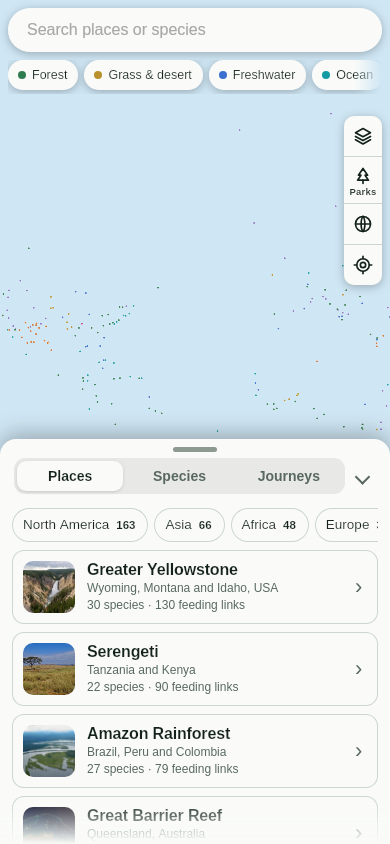 Search places or species
Forest
Grass & desert
Freshwater
Ocean
Parks
Places
Species
Journeys
North America 163
Asia 66
Africa 48
Europe
Greater Yellowstone
Wyoming, Montana and Idaho, USA
30 species · 130 feeding links
Serengeti
Tanzania and Kenya
22 species · 90 feeding links
Amazon Rainforest
Brazil, Peru and Colombia
27 species · 79 feeding links
Great Barrier Reef
Queensland, Australia